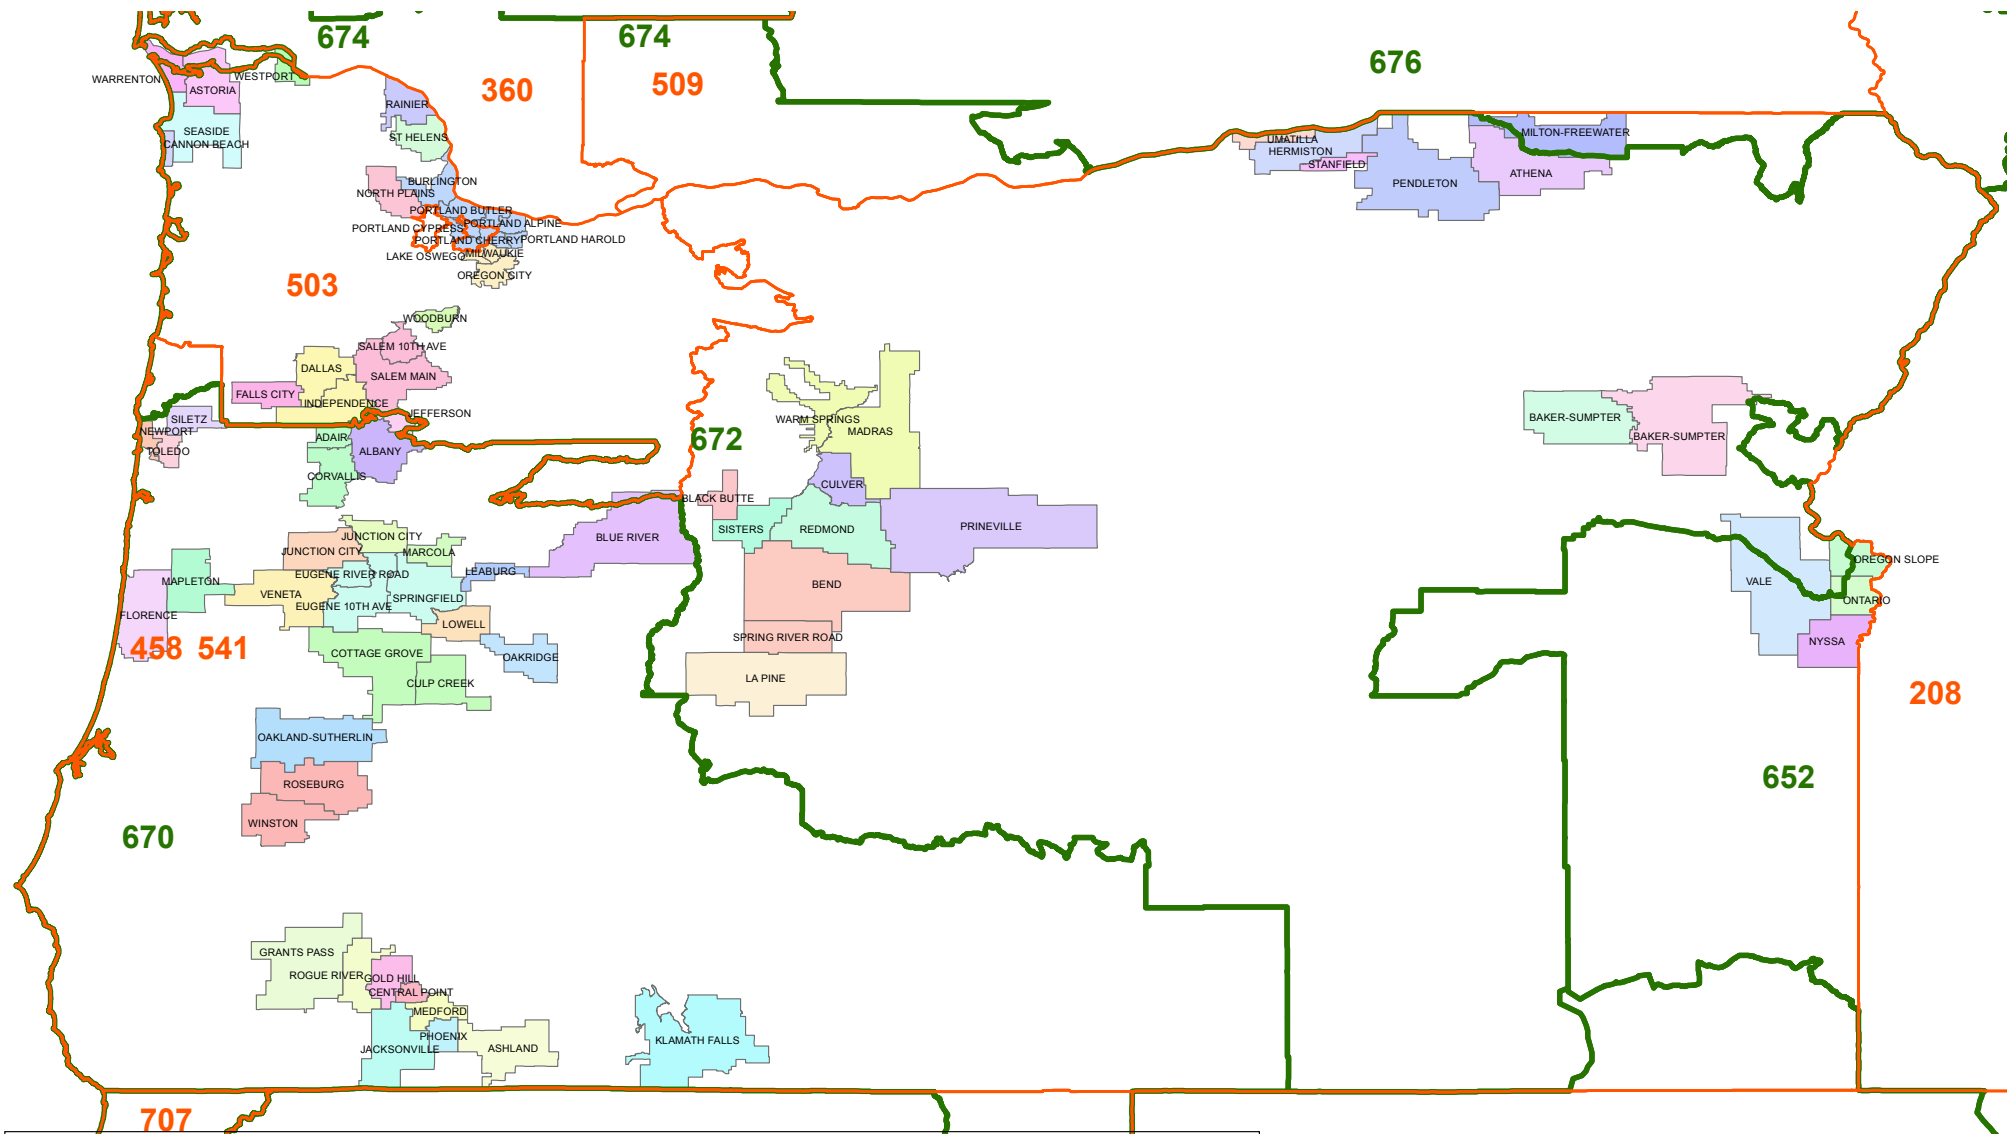 674
674
676
WARRENTON
WESTPORT
ASTORIA
360
509
RAINIER
SEASIDE
CANNON BEACH
ST HELENS
UMATILLA
HERMISTON
STANFIELD
MILTON-FREEWATER
ATHENA
PENDLETON
BURLINGTON
NORTH PLAINS
PORTLAND BUTLER
PORTLAND ALPINE
PORTLAND CYPRESS
PORTLAND CHERRY
PORTLAND HAROLD
LAKE OSWEGO
MILWAUKIE
OREGON CITY
503
WOODBURN
SALEM 10TH AVE
DALLAS
SALEM MAIN
FALLS CITY
INDEPENDENCE
JEFFERSON
SILETZ
NEWPORT
TOLEDO
ADAIR
ALBANY
CORVALLIS
672
WARM SPRINGS
MADRAS
BAKER-SUMPTER
BAKER-SUMPTER
CULVER
BLACK BUTTE
SISTERS
REDMOND
PRINEVILLE
BLUE RIVER
JUNCTION CITY
JUNCTION CITY
MARCOLA
EUGENE RIVER ROAD
LEABURG
MAPLETON
VENETA
EUGENE 10TH AVE
SPRINGFIELD
FLORENCE
LOWELL
BEND
OREGON SLOPE
VALE
ONTARIO
NYSSA
SPRING RIVER ROAD
458 541
COTTAGE GROVE
OAKRIDGE
CULP CREEK
LA PINE
208
OAKLAND-SUTHERLIN
ROSEBURG
WINSTON
652
670
GRANTS PASS
ROGUE RIVER
GOLD HILL
CENTRAL POINT
MEDFORD
PHOENIX
JACKSONVILLE
ASHLAND
KLAMATH FALLS
707